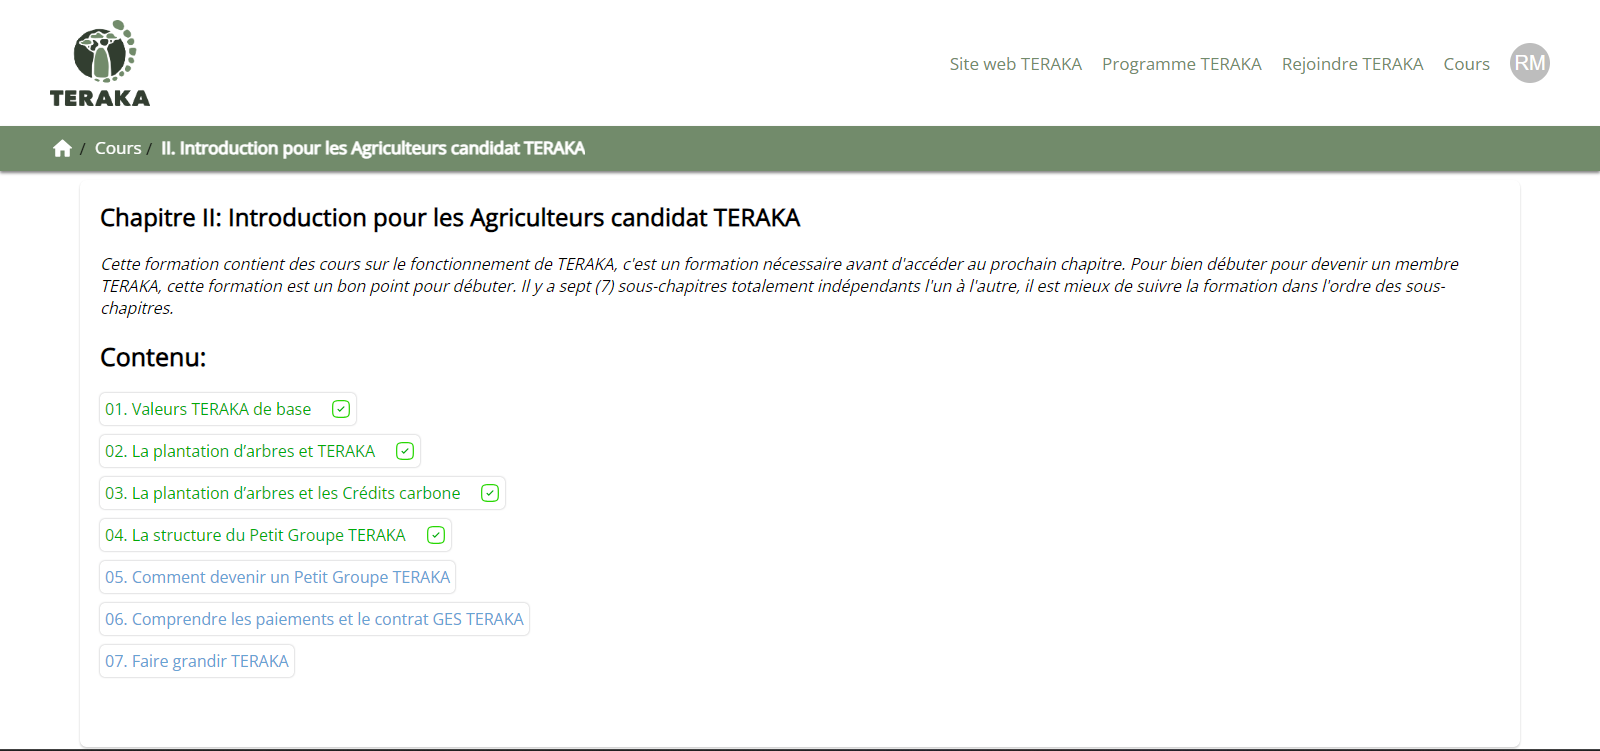 TERAKA
Site web TERAKA Programme TERAKA Rejoindre TERAKA Cours RM
/ Cours / II. Introduction pour les Agriculteurs candidat TERAKA
Chapitre II: Introduction pour les Agriculteurs candidat TERAKA
Cette formation contient des cours sur le fonctionnement de TERAKA, c'est un formation nécessaire avant d'accéder au prochain chapitre. Pour bien débuter pour devenir un membre
TERAKA, cette formation est un bon point pour débuter. Il y a sept (7) sous-chapitres totalement indépendants l'un à l'autre, il est mieux de suivre la formation dans l'ordre des sous-
chapitres.
Contenu:
01. Valeurs TERAKA de base
02. La plantation d’arbres et TERAKA
03. La plantation d’arbres et les Crédits carbone
04. La structure du Petit Groupe TERAKA
05. Comment devenir un Petit Groupe TERAKA
06. Comprendre les paiements et le contrat GES TERAKA
07. Faire grandir TERAKA